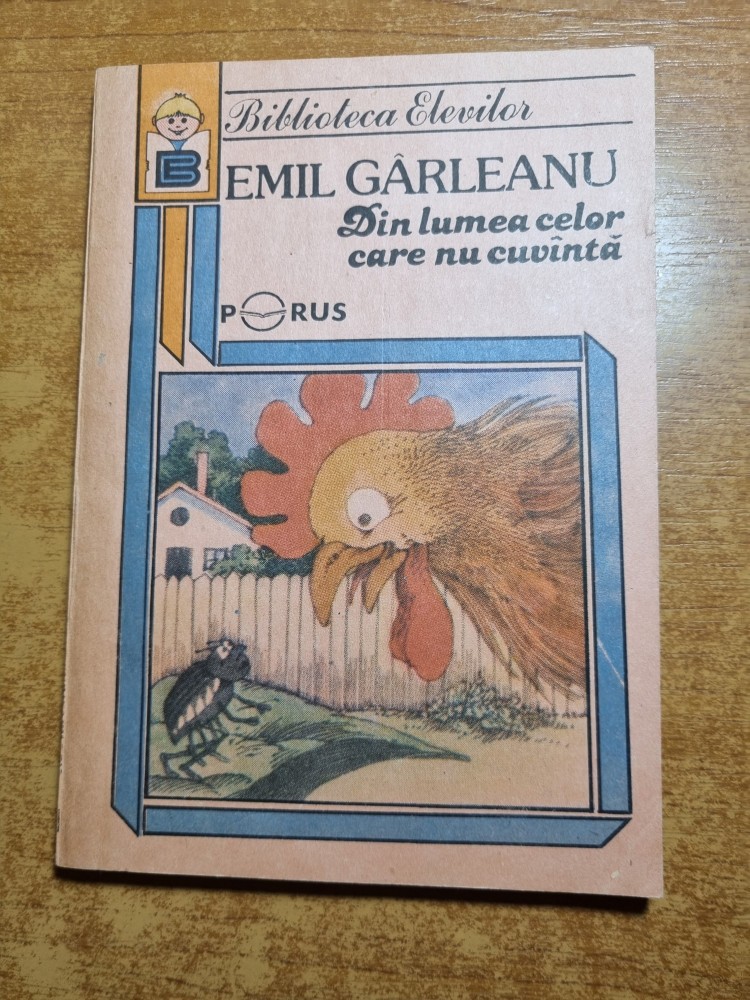 Biblioteca Elevilor
B
EMIL GÂRLEANU
Din lumea celor
care nu cuvîntă
PORUS